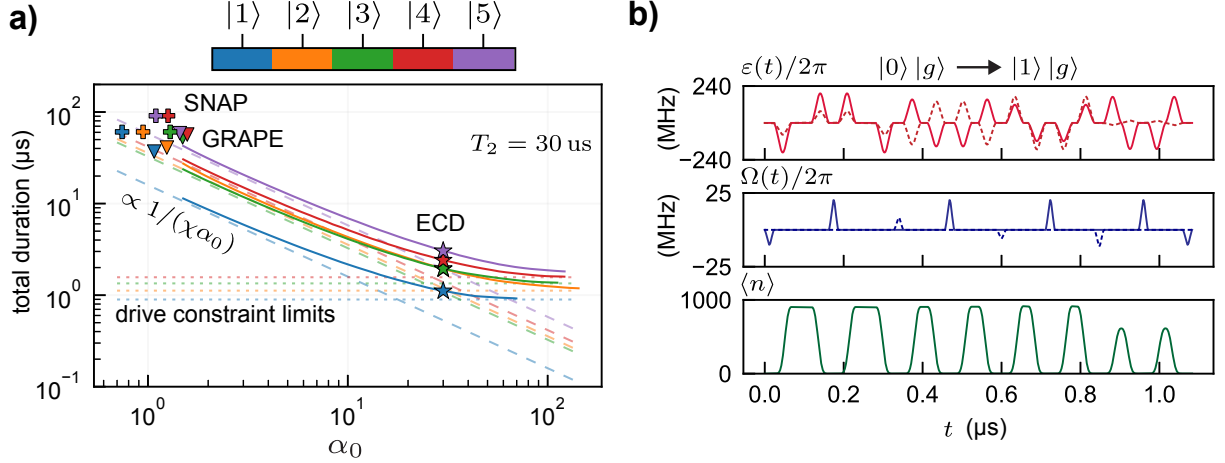 a)
|1⟩ |2⟩ |3⟩ |4⟩ |5⟩
total duration (μs)
10²
10¹
10⁰
10⁻¹
SNAP
GRAPE
T₂ = 30 us
∝ 1/(χα₀)
ECD
drive constraint limits
10⁰ 10¹ 10²
α₀
b)
ε(t)/2π |0⟩ |g⟩ → |1⟩ |g⟩
240
(MHz)
−240
Ω(t)/2π
25
(MHz)
−25
⟨n⟩
1000
0
0.0 0.2 0.4 0.6 0.8 1.0
t (μs)